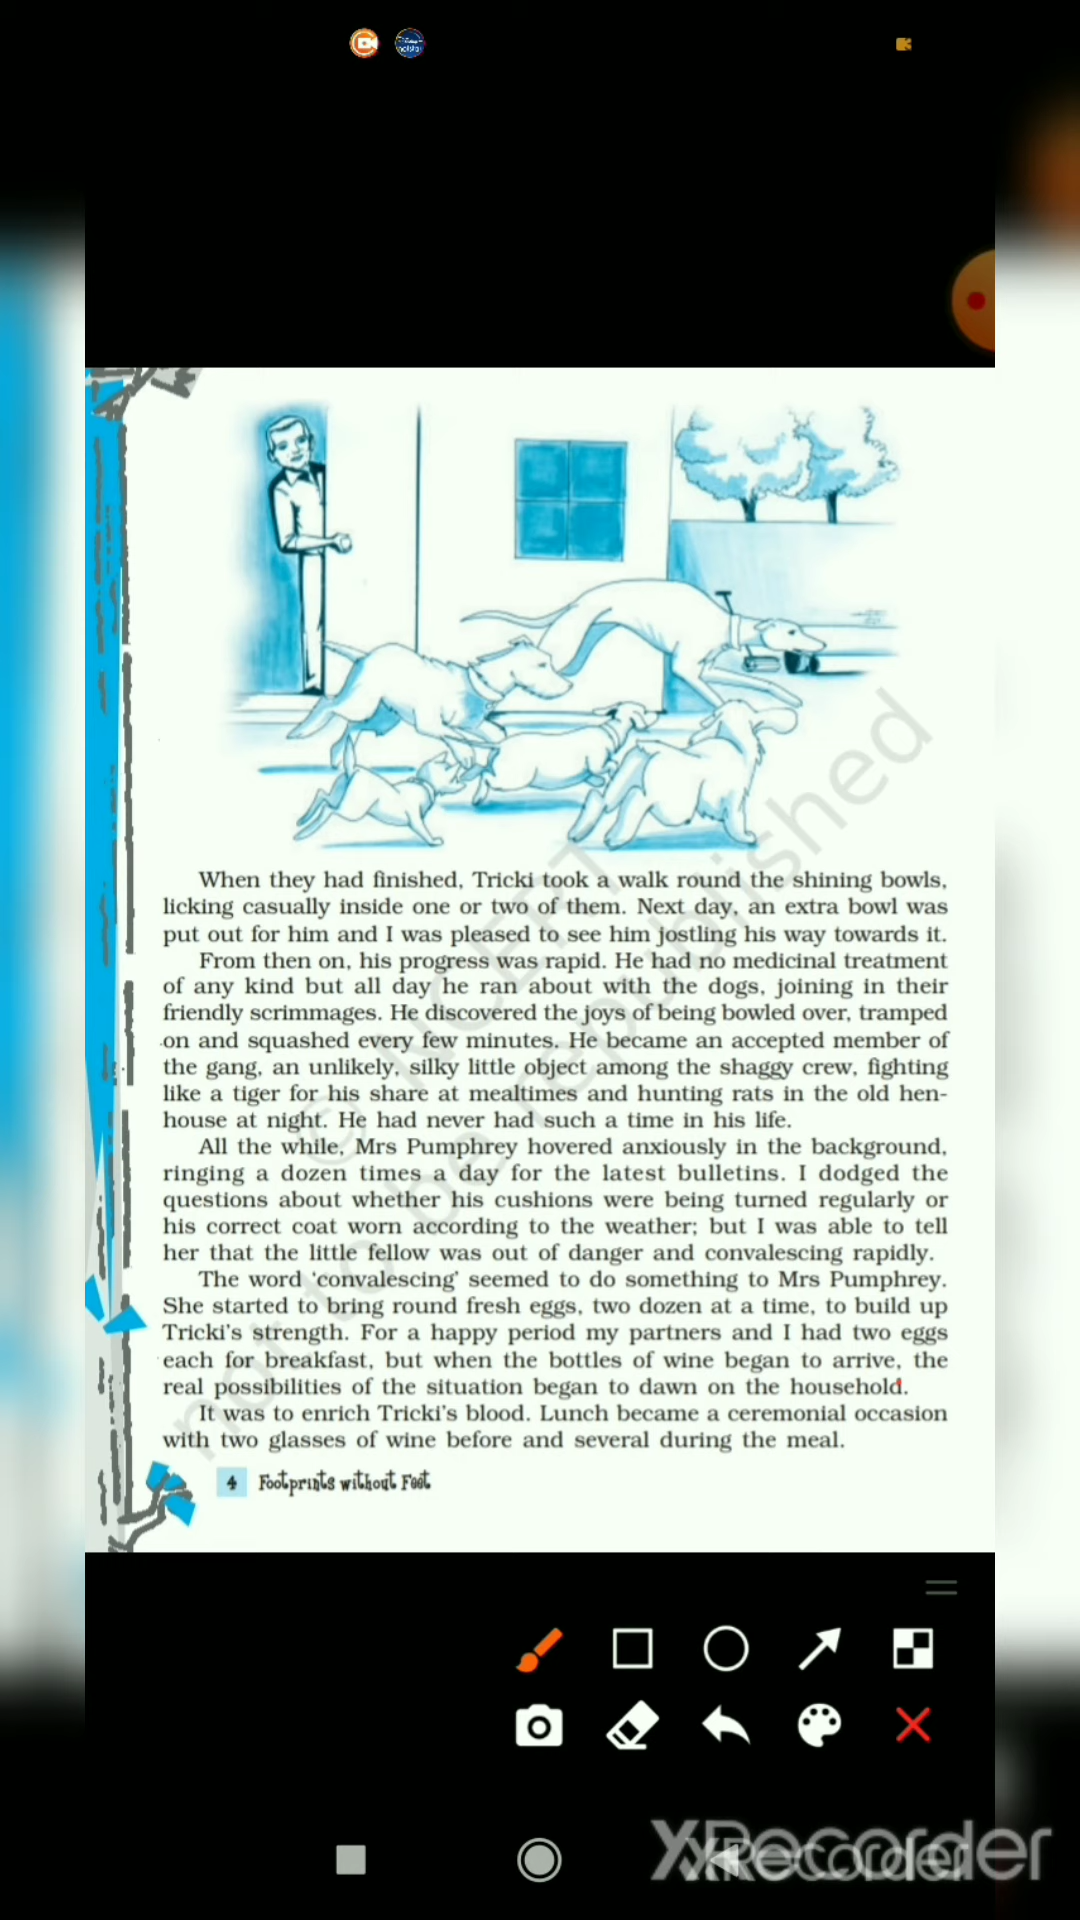 When they had finished, Tricki took a walk round the shining bowls,
licking casually inside one or two of them. Next day, an extra bowl was
put out for him and I was pleased to see him jostling his way towards it.
From then on, his progress was rapid. He had no medicinal treatment
of any kind but all day he ran about with the dogs, joining in their
friendly scrimmages. He discovered the joys of being bowled over, tramped
on and squashed every few minutes. He became an accepted member of
the gang, an unlikely, silky little object among the shaggy crew, fighting
like a tiger for his share at mealtimes and hunting rats in the old hen-
house at night. He had never had such a time in his life.
All the while, Mrs Pumphrey hovered anxiously in the background,
ringing a dozen times a day for the latest bulletins. I dodged the
questions about whether his cushions were being turned regularly or
his correct coat worn according to the weather; but I was able to tell
her that the little fellow was out of danger and convalescing rapidly.
The word ‘convalescing’ seemed to do something to Mrs Pumphrey.
She started to bring round fresh eggs, two dozen at a time, to build up
Tricki’s strength. For a happy period my partners and I had two eggs
each for breakfast, but when the bottles of wine began to arrive, the
real possibilities of the situation began to dawn on the household.
It was to enrich Tricki’s blood. Lunch became a ceremonial occasion
with two glasses of wine before and several during the meal.
4 Footprints without Feet
© NCERT
not to be republished
XRecorder